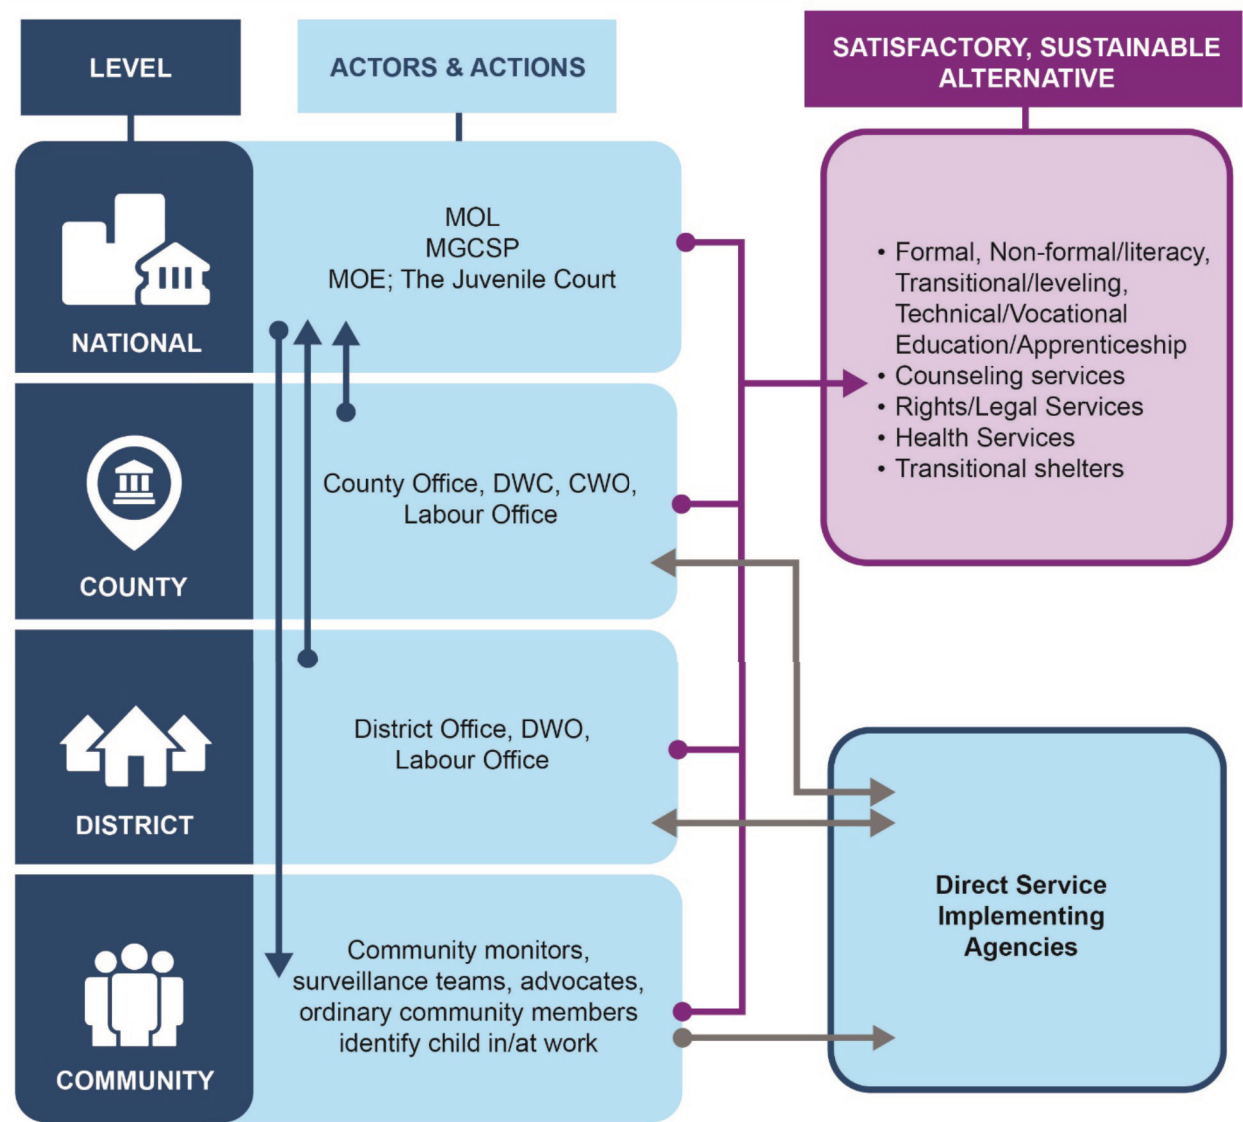 LEVEL
ACTORS & ACTIONS
SATISFACTORY, SUSTAINABLE
ALTERNATIVE
NATIONAL
MOL
MGCSP
MOE; The Juvenile Court
• Formal, Non-formal/literacy,
Transitional/leveling,
Technical/Vocational
Education/Apprenticeship
• Counseling services
• Rights/Legal Services
• Health Services
• Transitional shelters
COUNTY
County Office, DWC, CWO,
Labour Office
DISTRICT
District Office, DWO,
Labour Office
Direct Service
Implementing
Agencies
COMMUNITY
Community monitors,
surveillance teams, advocates,
ordinary community members
identify child in/at work